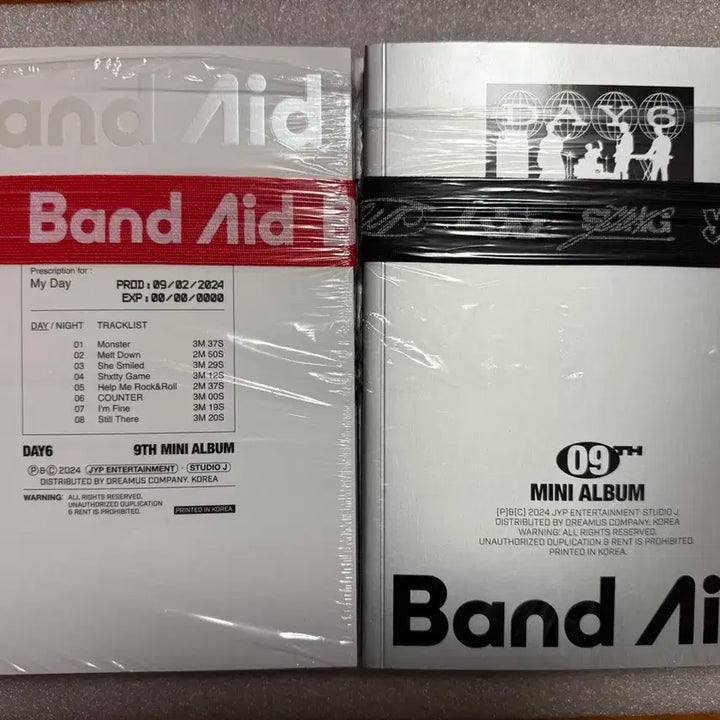 and Aid
Band Aid
Prescription for :
My Day
PROD:09/02/2024
EXP:00/00/0000
DAY / NIGHT TRACKLIST
01 Monster 3M 37S
02 Melt Down 2M 50S
03 She Smiled 3M 29S
04 Shxtty Game 3M 12S
05 Help Me Rock&Roll 2M 37S
06 COUNTER 3M 00S
07 I'm Fine 3M 19S
08 Still There 3M 20S
DAY6 9TH MINI ALBUM
Ⓟ&Ⓒ 2024 JYP ENTERTAINMENT · STUDIO J
DISTRIBUTED BY DREAMUS COMPANY. KOREA
WARNING: ALL RIGHTS RESERVED.
UNAUTHORIZED DUPLICATION
& RENT IS PROHIBITED.
PRINTED IN KOREA.
DAY6
09TH
MINI ALBUM
[P]&[C] 2024 JYP ENTERTAINMENT·STUDIO J
DISTRIBUTED BY DREAMUS COMPANY. KOREA
WARNING: ALL RIGHTS RESERVED.
UNAUTHORIZED DUPLICATION & RENT IS PROHIBITED.
PRINTED IN KOREA.
Band Ai